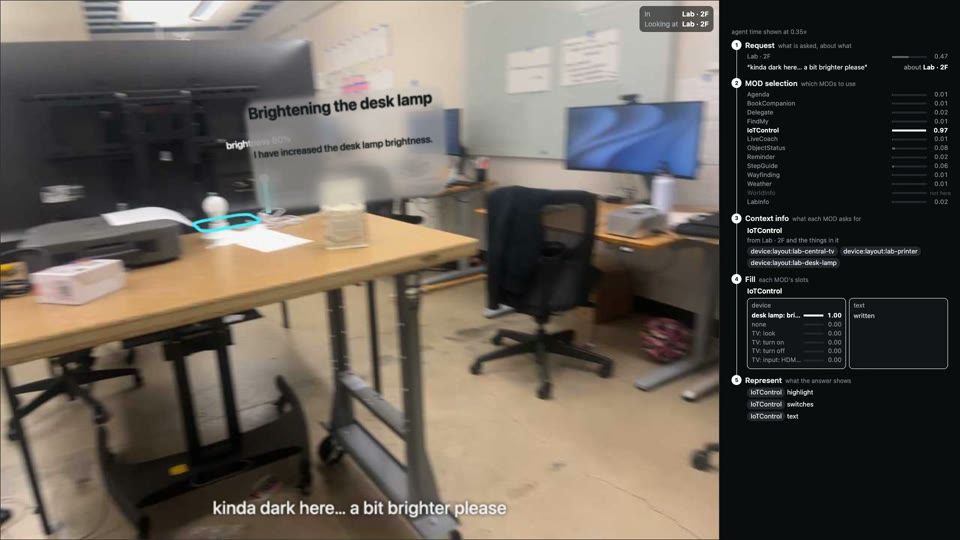 In Lab · 2F
Looking at Lab · 2F
Brightening the desk lamp
brightness 80%
I have increased the desk lamp brightness.
kinda dark here... a bit brighter please
agent time shown at 0.35×
1 Request what is asked, about what
Lab · 2F 0.47
"kinda dark here... a bit brighter please" about Lab · 2F
2 MOD selection which MODs to use
Agenda 0.01
BookCompanion 0.01
Delegate 0.02
FindMy 0.01
IoTControl 0.97
LiveCoach 0.01
ObjectStatus 0.08
Reminder 0.02
StepGuide 0.06
Wayfinding 0.01
Weather 0.01
WorldInfo not here
LabInfo 0.02
3 Context info what each MOD asks for
IoTControl
from Lab · 2F and the things in it
device:layout:lab-central-tv device:layout:lab-printer
device:layout:lab-desk-lamp
4 Fill each MOD's slots
IoTControl
device
desk lamp: bri... 1.00
none 0.00
TV: look 0.00
TV: turn on 0.00
TV: turn off 0.00
TV: input: HDM... 0.00
text
written
5 Represent what the answer shows
IoTControl highlight
IoTControl switches
IoTControl text